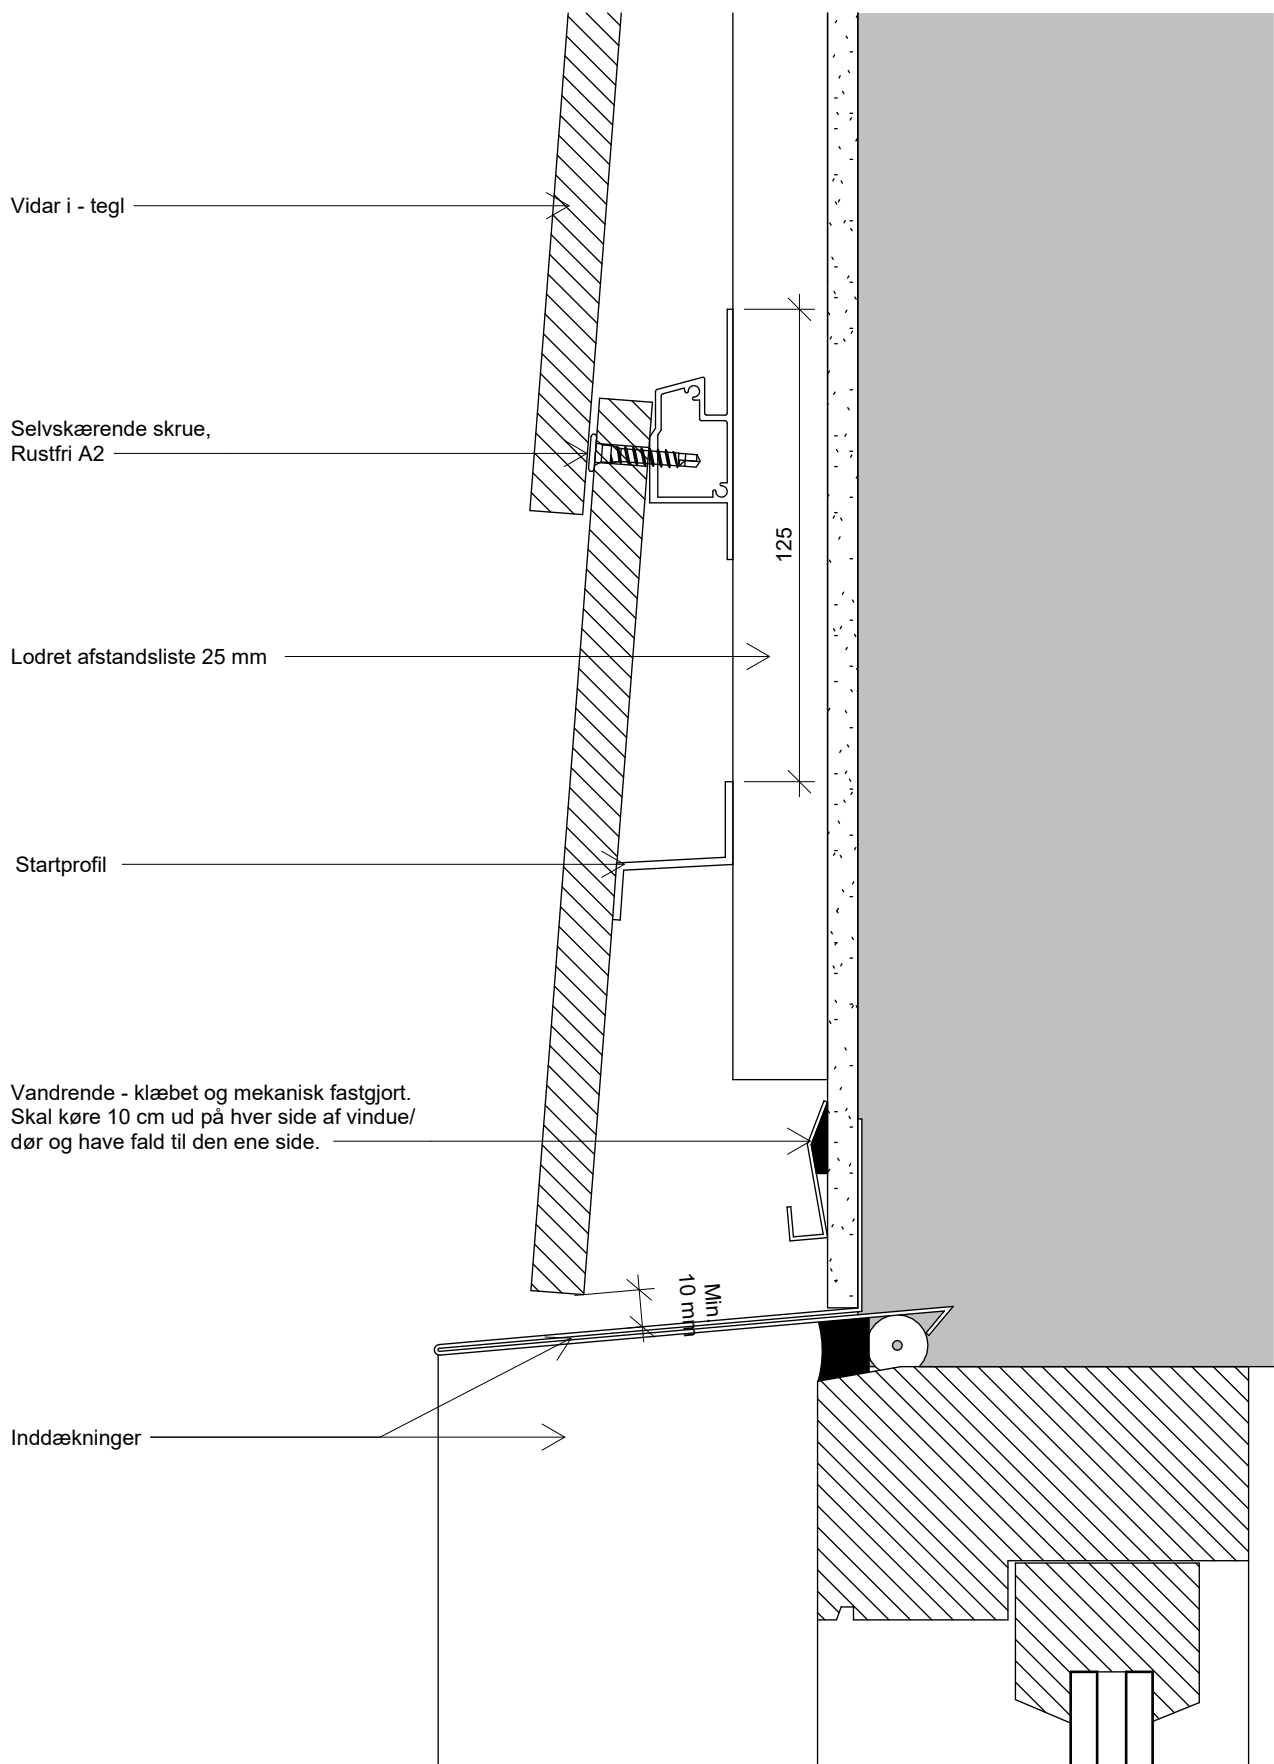 Vidar i - tegl
Selvskærende skrue,
Rustfri A2
125
Lodret afstandsliste 25 mm
Startprofil
Vandrende - klæbet og mekanisk fastgjort.
Skal køre 10 cm ud på hver side af vindue/
dør og have fald til den ene side.
Min.
10 mm
Inddækninger